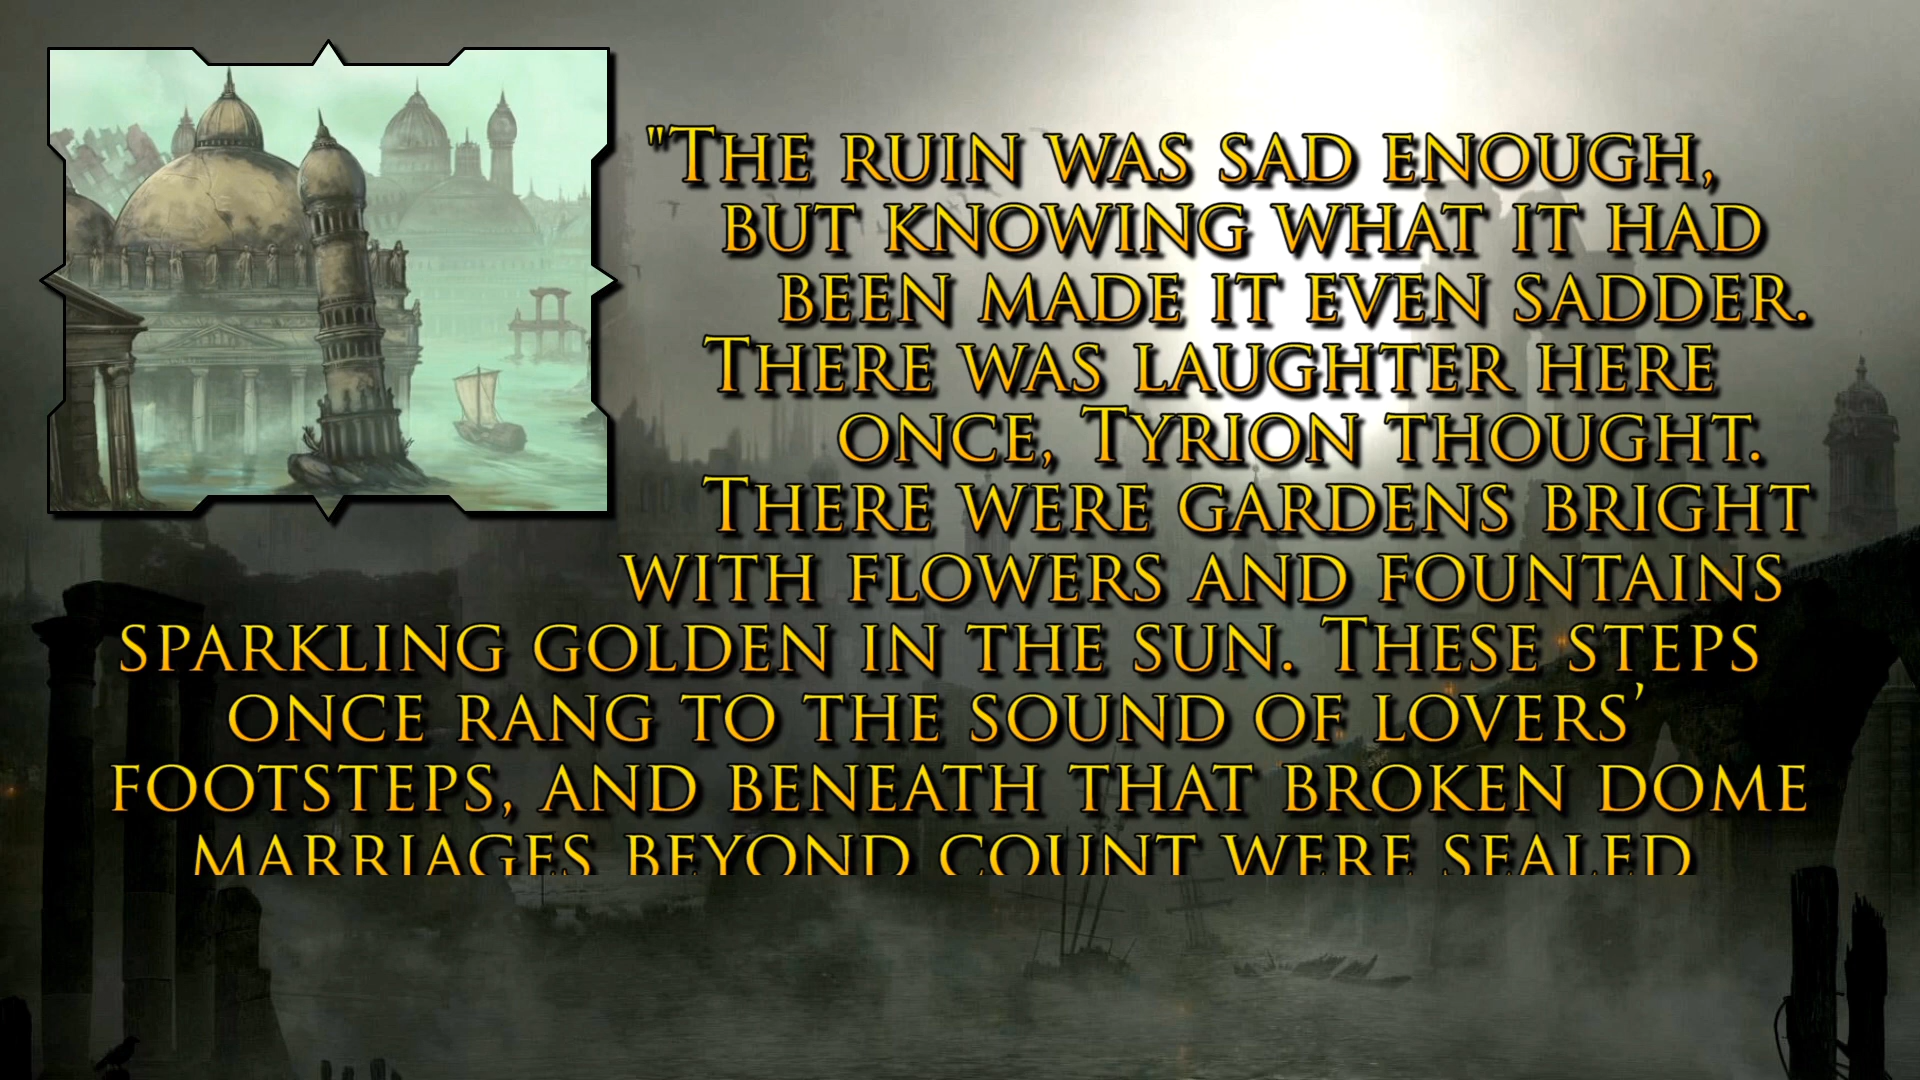 "The ruin was sad enough,
but knowing what it had
been made it even sadder.
There was laughter here
once, Tyrion thought.
There were gardens bright
with flowers and fountains
sparkling golden in the sun. These steps
once rang to the sound of lovers’
footsteps, and beneath that broken dome
marriages beyond count were sealed